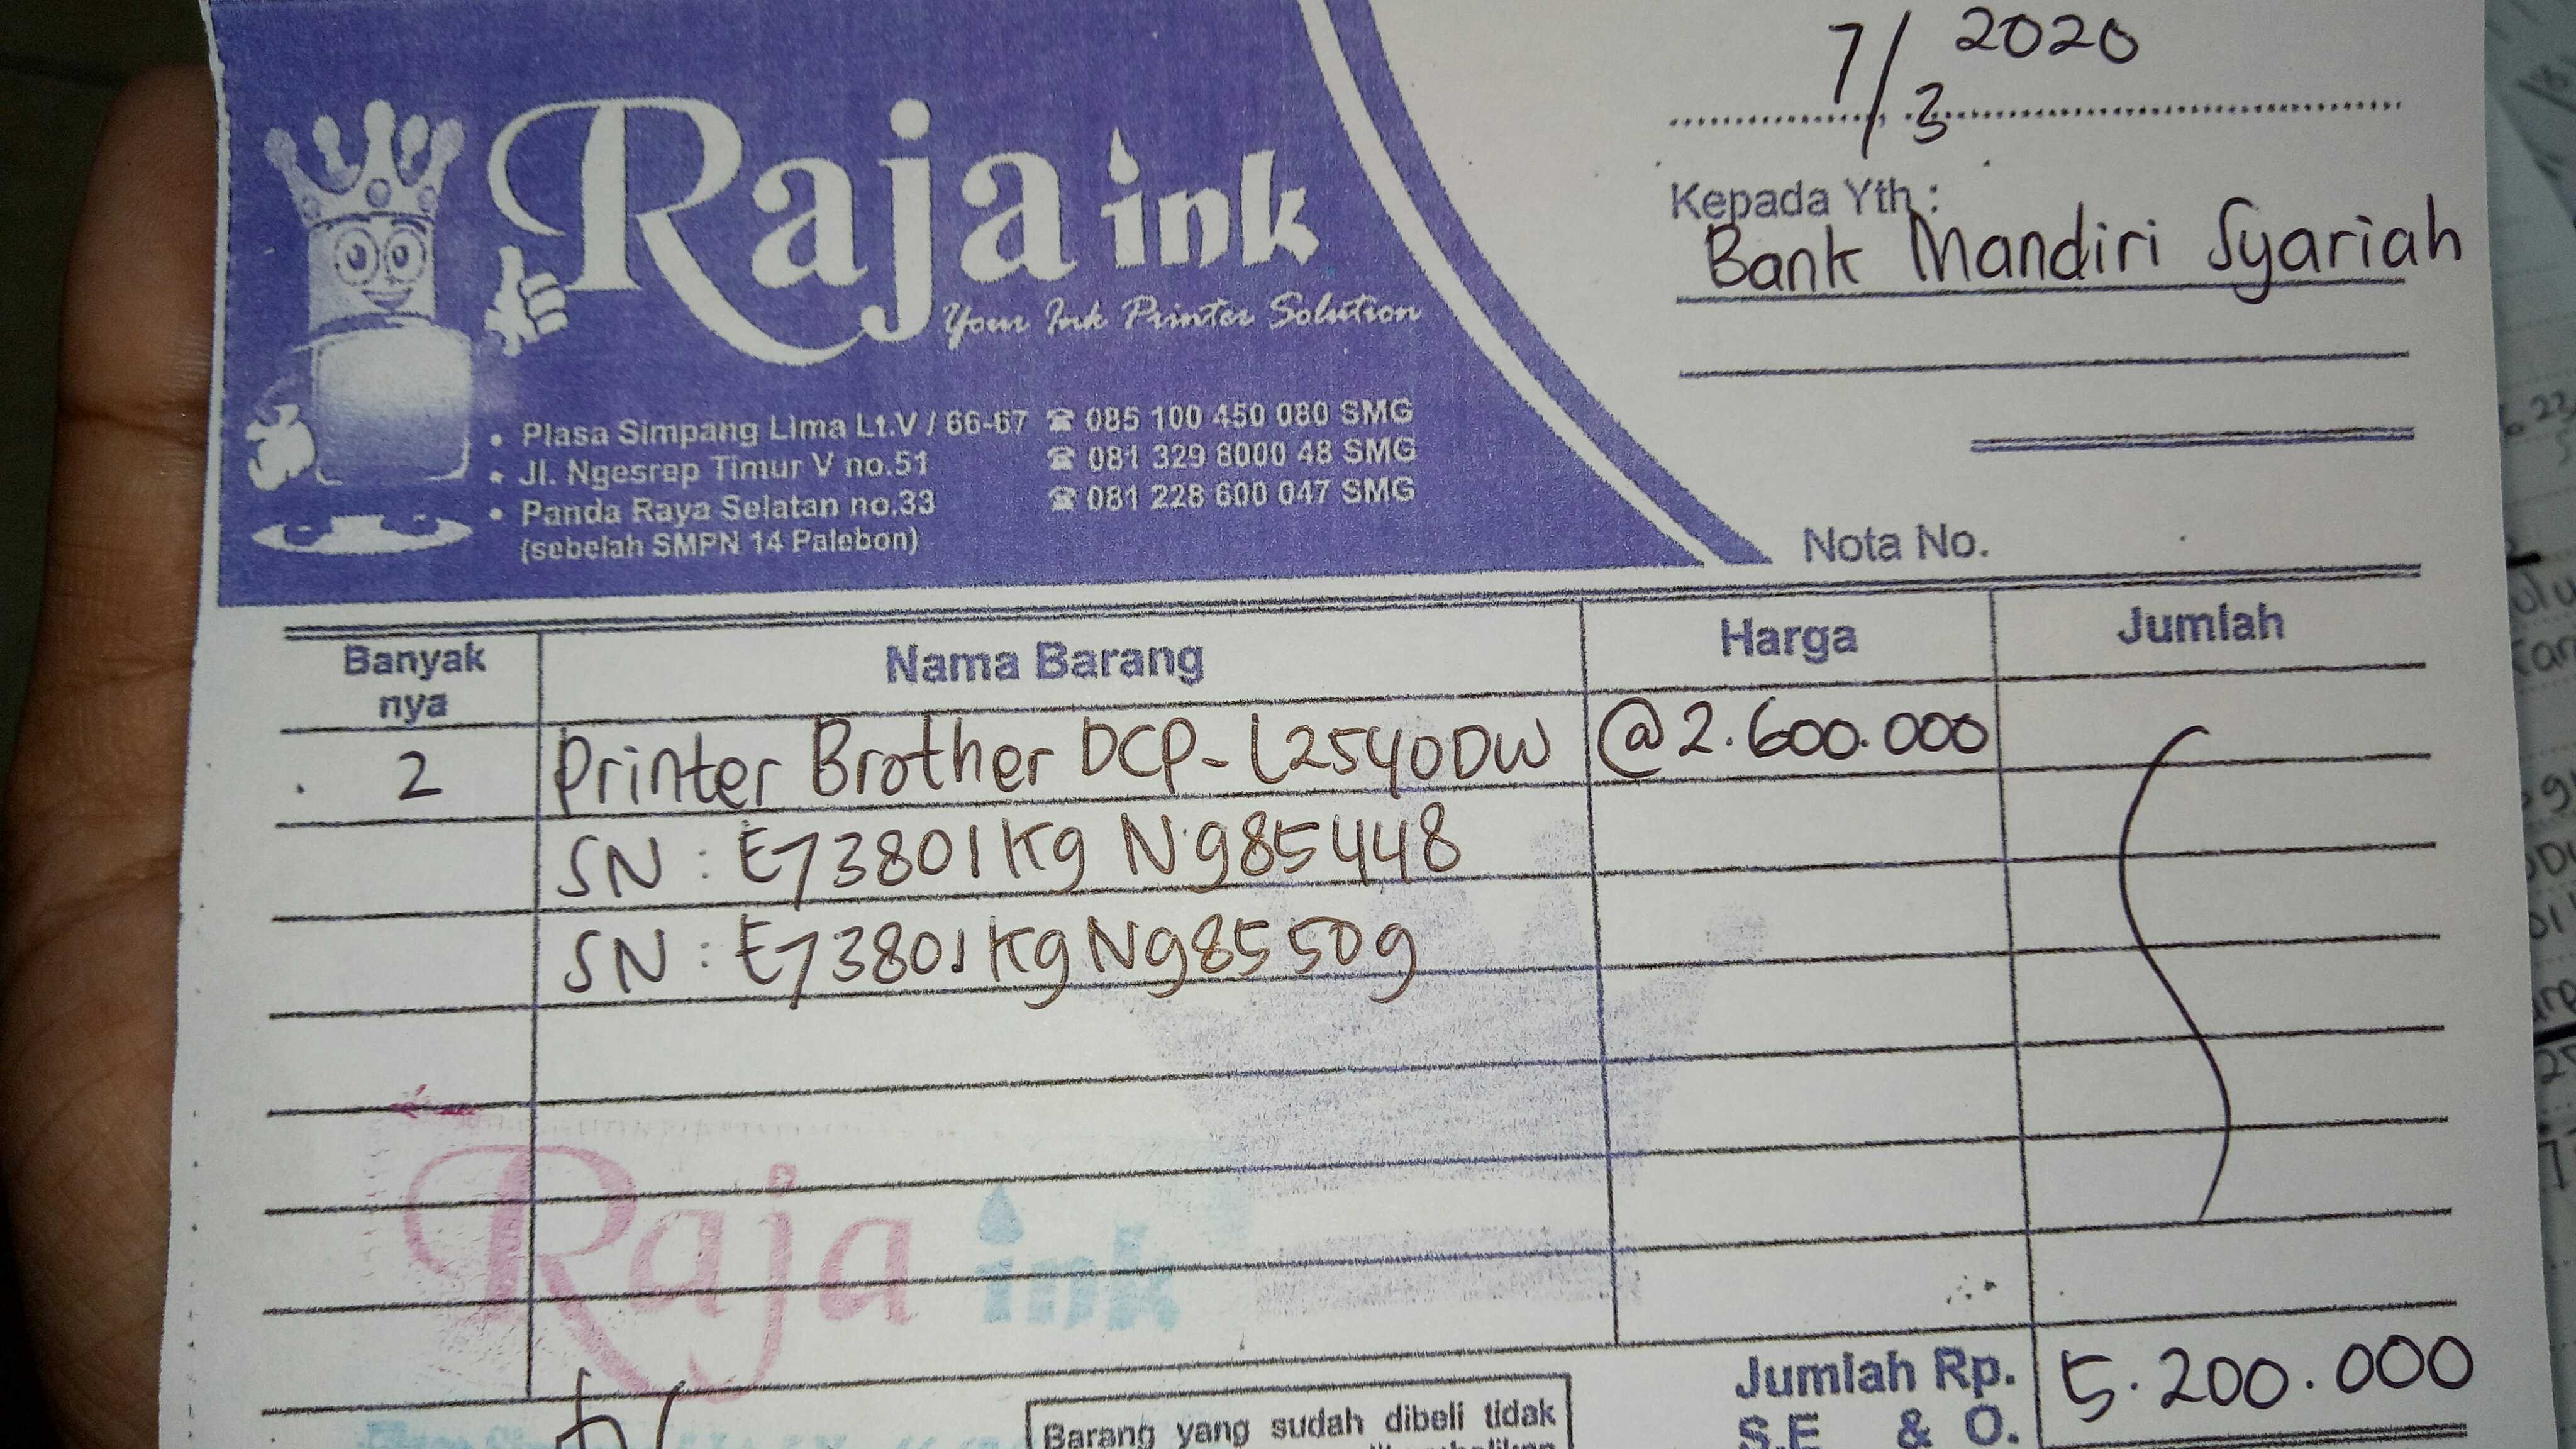 7/3 2020
Raja ink
Your Ink Printer Solution
Kepada Yth :
Bank Mandiri Syariah
• Plasa Simpang Lima Lt.V / 66-67 ☎ 085 100 450 080 SMG
• Jl. Ngesrep Timur V no.51 ☎ 081 329 8000 48 SMG
• Panda Raya Selatan no.33 ☎ 081 228 600 047 SMG
(sebelah SMPN 14 Palebon)
Nota No.
Banyak nya Nama Barang Harga Jumlah
2 Printer Brother DCP-L2540DW @2.600.000
SN : E73801K9N985448
SN : E73801K9N985509
Raja ink
Jumlah Rp. 5.200.000
S.E & O.
Barang yang sudah dibeli tidak